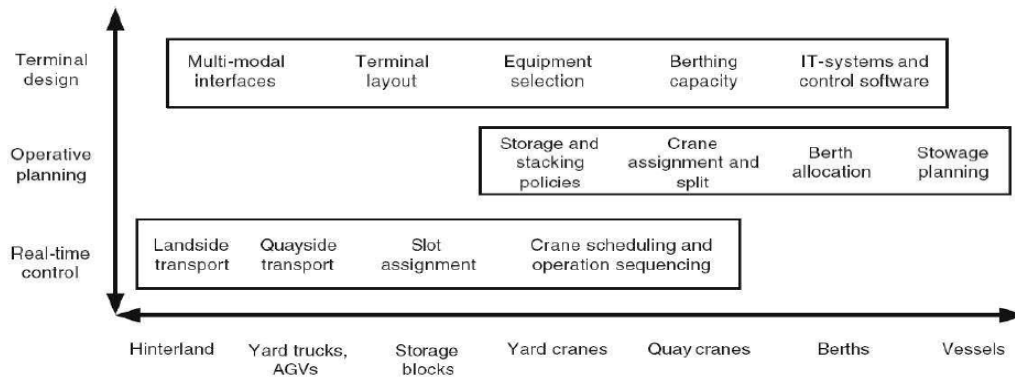 Terminal
design
Multi-modal
interfaces
Terminal
layout
Equipment
selection
Berthing
capacity
IT-systems and
control software
Operative
planning
Storage and
stacking
policies
Crane
assignment and
split
Berth
allocation
Stowage
planning
Real-time
control
Landside
transport
Quayside
transport
Slot
assignment
Crane scheduling and
operation sequencing
Hinterland
Yard trucks,
AGVs
Storage
blocks
Yard cranes
Quay cranes
Berths
Vessels